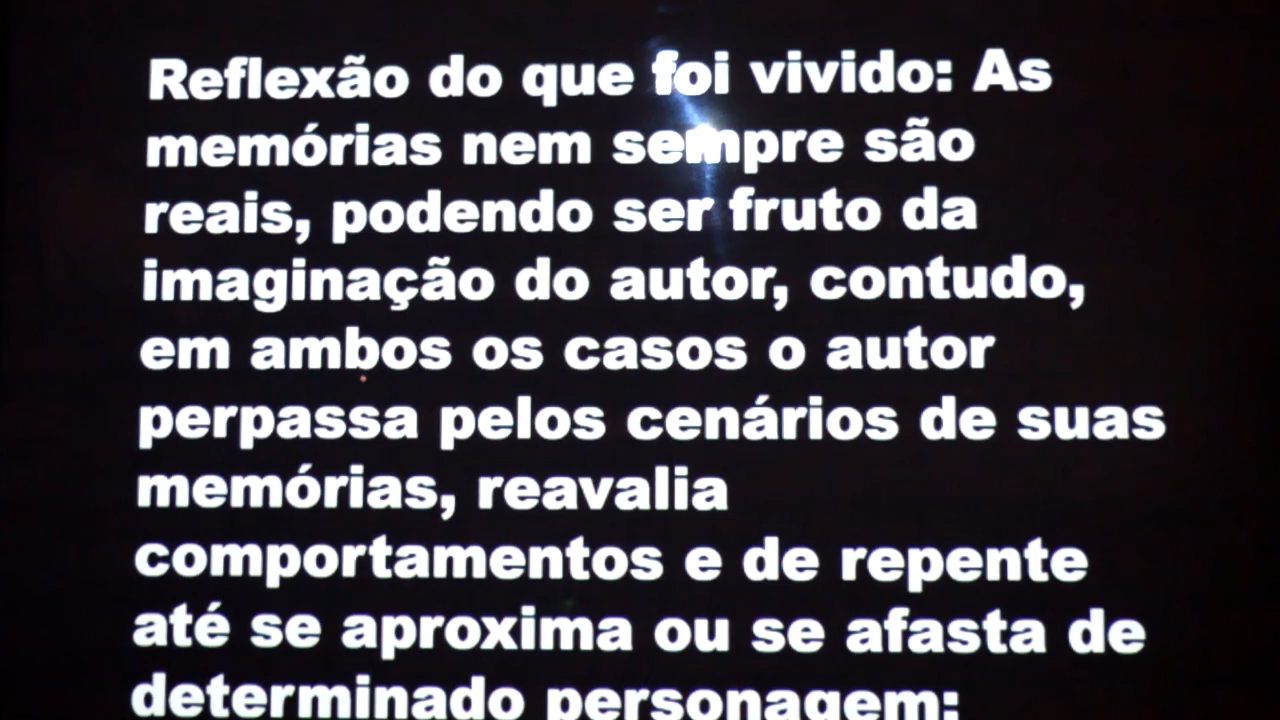 Reflexão do que foi vivido: As
memórias nem sempre são
reais, podendo ser fruto da
imaginação do autor, contudo,
em ambos os casos o autor
perpassa pelos cenários de suas
memórias, reavalia
comportamentos e de repente
até se aproxima ou se afasta de
determinado personagem;